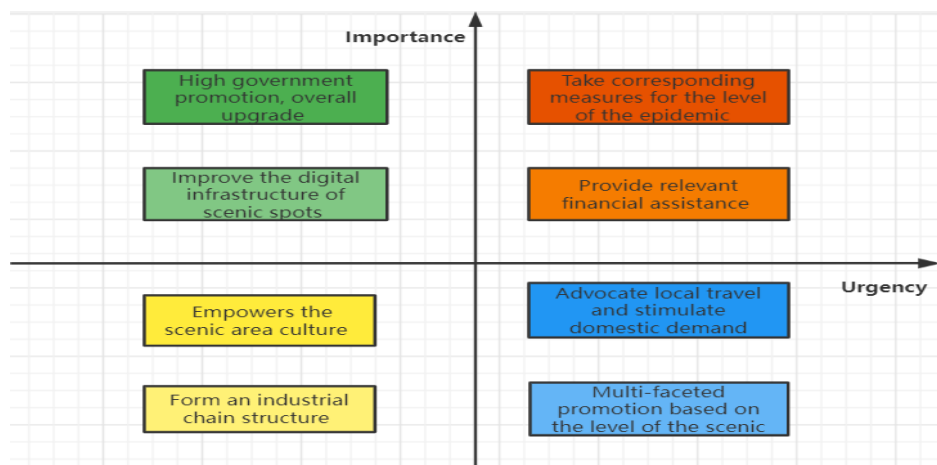 Importance
High government
promotion, overall
upgrade
Take corresponding
measures for the level
of the epidemic
Improve the digital
infrastructure of
scenic spots
Provide relevant
financial assistance
Urgency
Empowers the
scenic area culture
Advocate local travel
and stimulate
domestic demand
Form an industrial
chain structure
Multi-faceted
promotion based on
the level of the scenic